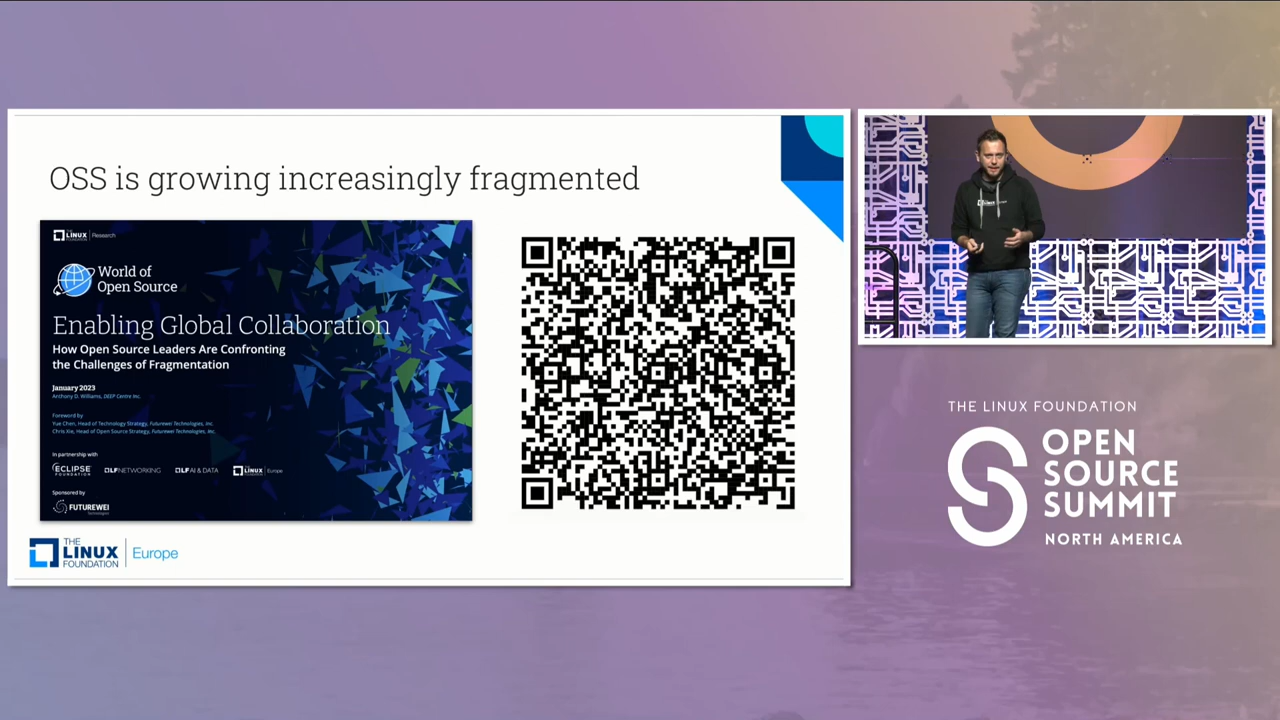 OSS is growing increasingly fragmented
THE
LINUX
FOUNDATION
Research
World of
Open Source
Enabling Global Collaboration
How Open Source Leaders Are Confronting
the Challenges of Fragmentation
January 2023
Anthony D. Williams, DEEP Centre Inc.
Foreword by
Yue Chen, Head of Technology Strategy, Futurewei Technologies, Inc.
Chris Xie, Head of Open Source Strategy, Futurewei Technologies, Inc.
In partnership with
ECLIPSE
FOUNDATION
LF NETWORKING
LF AI & DATA
THE
LINUX
FOUNDATION
Europe
Sponsored by
FUTUREWEI
Technologies
THE
LINUX
FOUNDATION
Europe
THE LINUX FOUNDATION
OPEN
SOURCE
SUMMIT
NORTH AMERICA